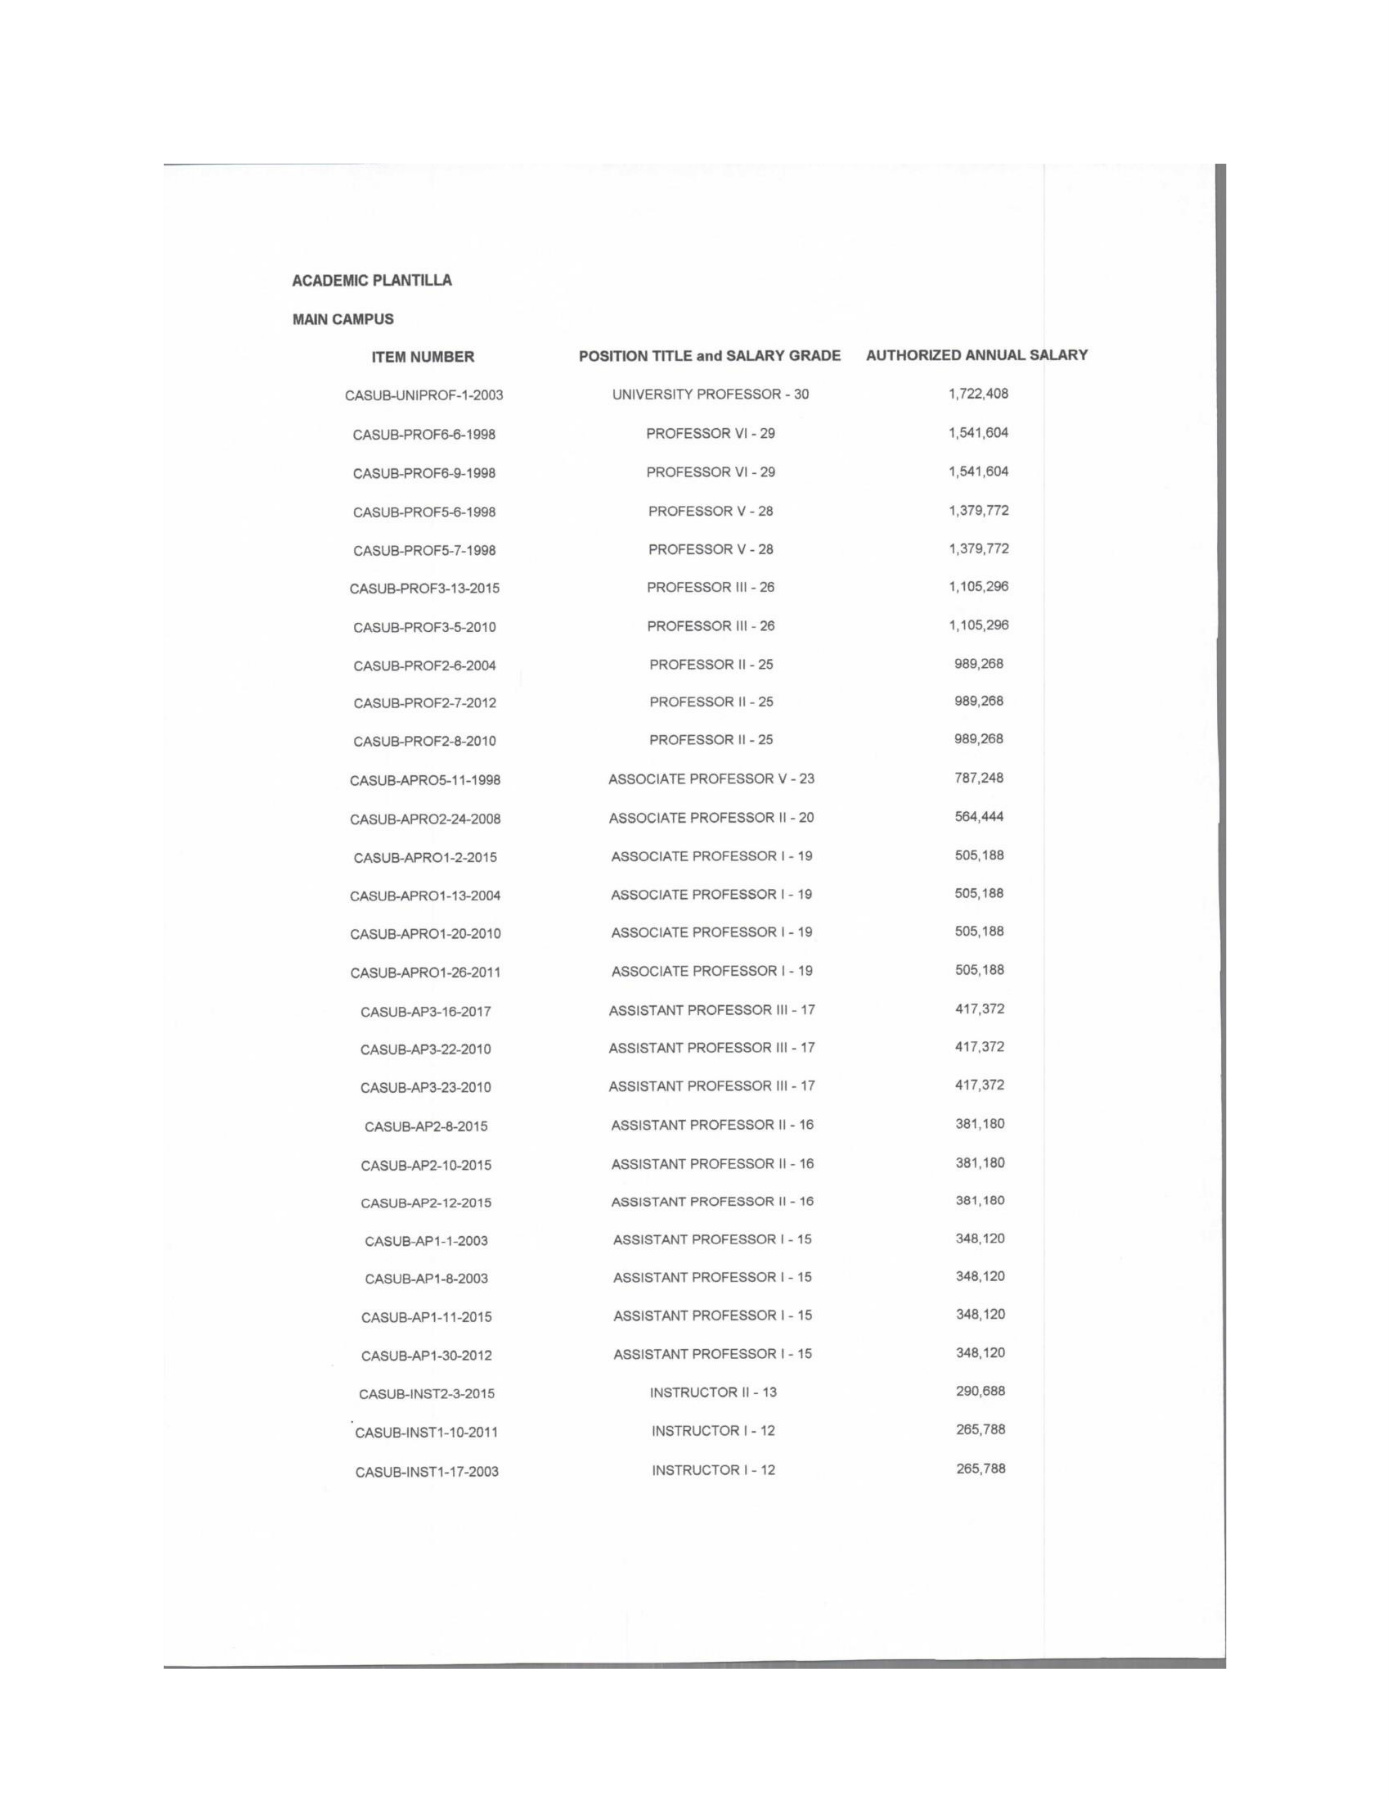 ACADEMIC PLANTILLA
MAIN CAMPUS
ITEM NUMBER POSITION TITLE and SALARY GRADE AUTHORIZED ANNUAL SALARY
CASUB-UNIPROF-1-2003 UNIVERSITY PROFESSOR - 30 1,722,408
CASUB-PROF6-6-1998 PROFESSOR VI - 29 1,541,604
CASUB-PROF6-9-1998 PROFESSOR VI - 29 1,541,604
CASUB-PROF5-6-1998 PROFESSOR V - 28 1,379,772
CASUB-PROF5-7-1998 PROFESSOR V - 28 1,379,772
CASUB-PROF3-13-2015 PROFESSOR III - 26 1,105,296
CASUB-PROF3-5-2010 PROFESSOR III - 26 1,105,296
CASUB-PROF2-6-2004 PROFESSOR II - 25 989,268
CASUB-PROF2-7-2012 PROFESSOR II - 25 989,268
CASUB-PROF2-8-2010 PROFESSOR II - 25 989,268
CASUB-APRO5-11-1998 ASSOCIATE PROFESSOR V - 23 787,248
CASUB-APRO2-24-2008 ASSOCIATE PROFESSOR II - 20 564,444
CASUB-APRO1-2-2015 ASSOCIATE PROFESSOR I - 19 505,188
CASUB-APRO1-13-2004 ASSOCIATE PROFESSOR I - 19 505,188
CASUB-APRO1-20-2010 ASSOCIATE PROFESSOR I - 19 505,188
CASUB-APRO1-26-2011 ASSOCIATE PROFESSOR I - 19 505,188
CASUB-AP3-16-2017 ASSISTANT PROFESSOR III - 17 417,372
CASUB-AP3-22-2010 ASSISTANT PROFESSOR III - 17 417,372
CASUB-AP3-23-2010 ASSISTANT PROFESSOR III - 17 417,372
CASUB-AP2-8-2015 ASSISTANT PROFESSOR II - 16 381,180
CASUB-AP2-10-2015 ASSISTANT PROFESSOR II - 16 381,180
CASUB-AP2-12-2015 ASSISTANT PROFESSOR II - 16 381,180
CASUB-AP1-1-2003 ASSISTANT PROFESSOR I - 15 348,120
CASUB-AP1-8-2003 ASSISTANT PROFESSOR I - 15 348,120
CASUB-AP1-11-2015 ASSISTANT PROFESSOR I - 15 348,120
CASUB-AP1-30-2012 ASSISTANT PROFESSOR I - 15 348,120
CASUB-INST2-3-2015 INSTRUCTOR II - 13 290,688
CASUB-INST1-10-2011 INSTRUCTOR I - 12 265,788
CASUB-INST1-17-2003 INSTRUCTOR I - 12 265,788